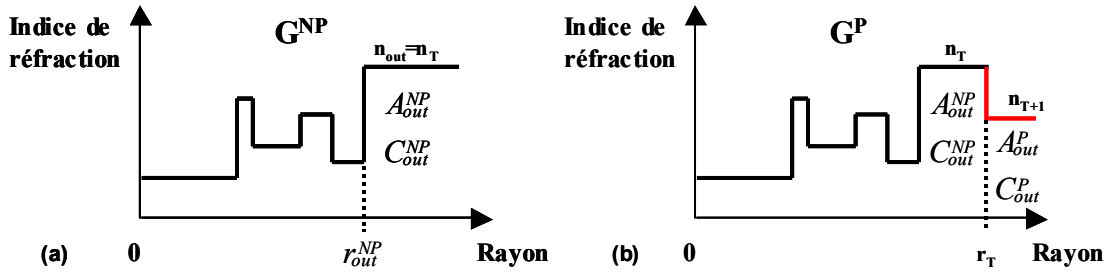 Indice de
réfraction
G^NP
n_out=n_T
A_out^NP
C_out^NP
(a)
0
r_out^NP
Rayon
Indice de
réfraction
G^P
n_T
A_out^NP
n_T+1
C_out^NP
A_out^P
C_out^P
(b)
0
r_T
Rayon